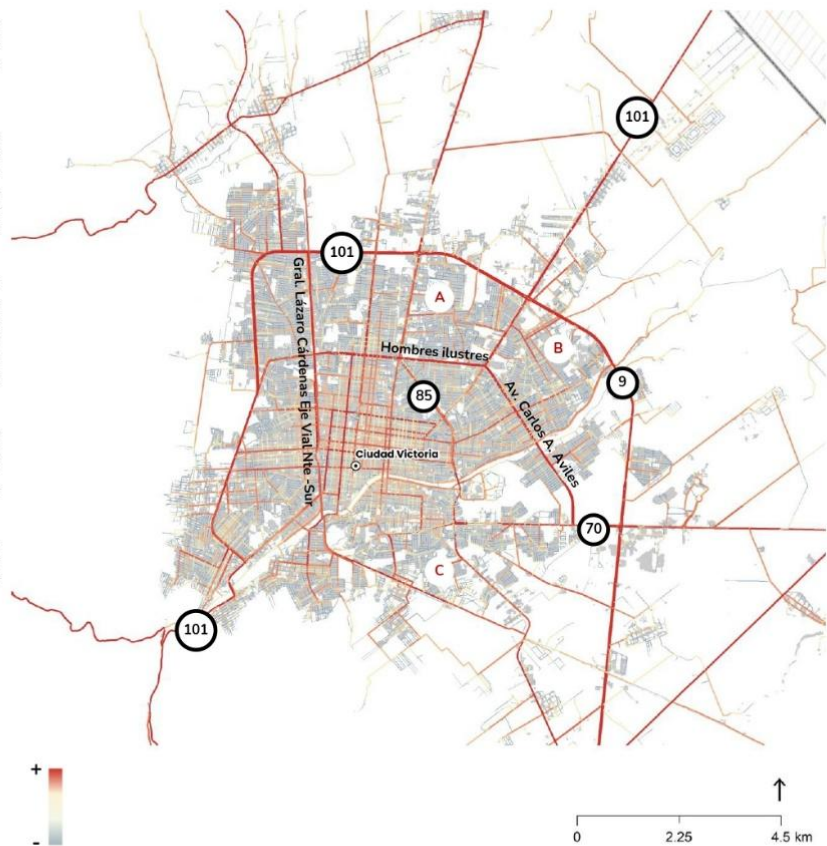 101
101
A
Gral. Lázaro Cárdenas Eje Vial Nte -Sur
Hombres ilustres
B
9
85
Av. Carlos A. Aviles
Ciudad Victoria
70
C
101
+
-
0 2.25 4.5 km